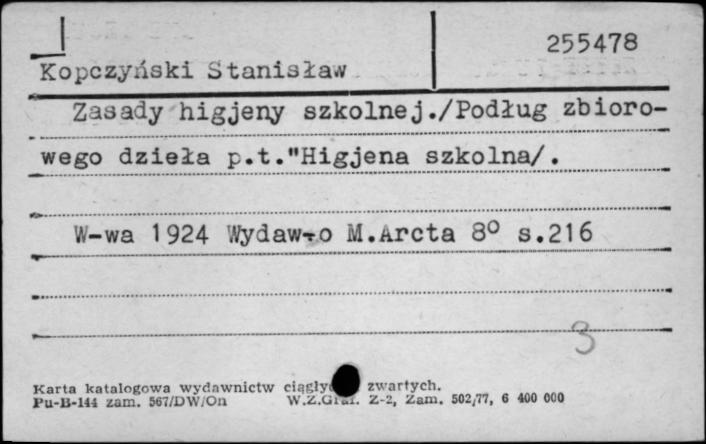 255478
Kopczyński Stanisław
Zasady higjeny szkolnej./Podług zbioro-
wego dzieła p.t."Higjena szkolna/.
W-wa 1924 Wydaw-o M.Arcta 8° s.216
3
Karta katalogowa wydawnictw zwartych.
Pu-B-144 zam. 567/DW/On W.Z.Graf. Z-2, Zam. 502/77, 6 400 000